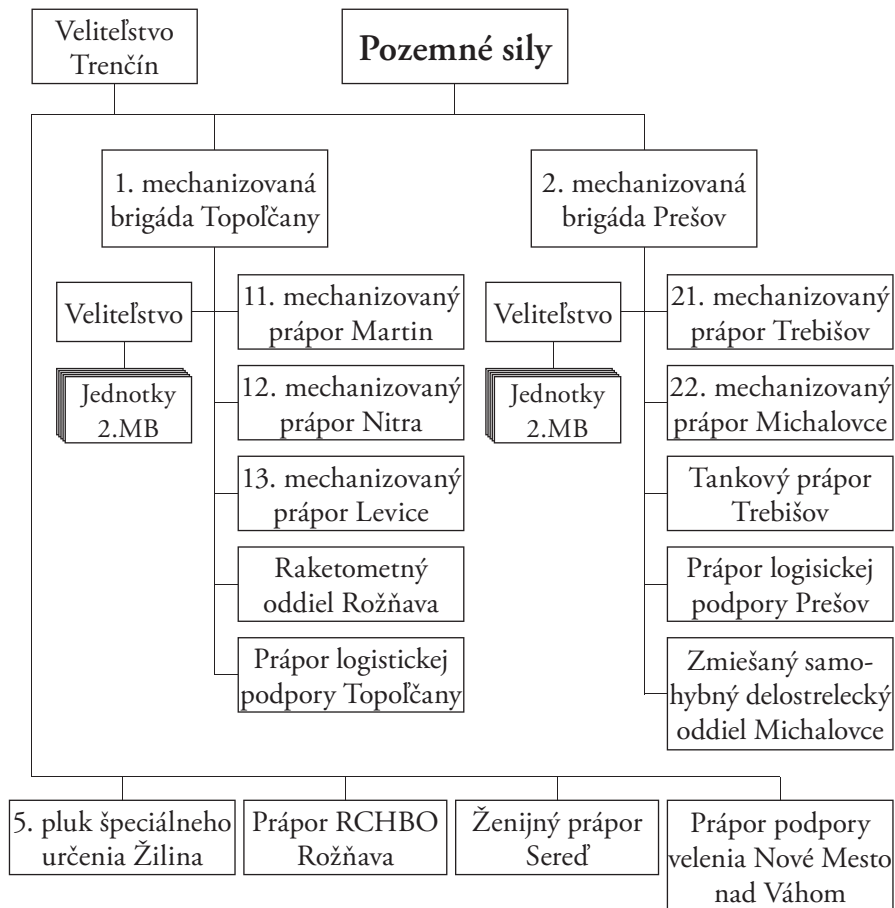 Veliteľstvo
Trenčín
Pozemné sily
1. mechanizovaná
brigáda Topoľčany
2. mechanizovaná
brigáda Prešov
Veliteľstvo
Jednotky
2.MB
11. mechanizovaný
prápor Martin
12. mechanizovaný
prápor Nitra
13. mechanizovaný
prápor Levice
Raketometný
oddiel Rožňava
Prápor logistickej
podpory Topoľčany
Veliteľstvo
Jednotky
2.MB
21. mechanizovaný
prápor Trebišov
22. mechanizovaný
prápor Michalovce
Tankový prápor
Trebišov
Prápor logisickej
podpory Prešov
Zmiešaný samo-
hybný delostrelecký
oddiel Michalovce
5. pluk špeciálneho
určenia Žilina
Prápor RCHBO
Rožňava
Ženijný prápor
Sereď
Prápor podpory
velenia Nové Mesto
nad Váhom